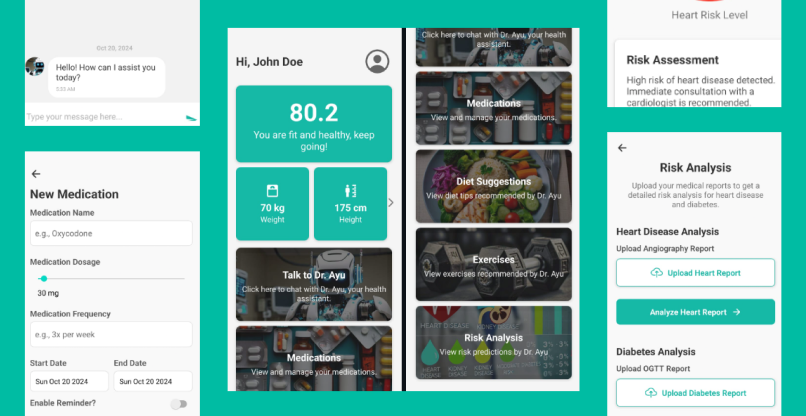 Oct 20, 2024
Hello! How can I assist you
today?
5:53 AM
Type your message here...
New Medication
Medication Name
e.g., Oxycodone
Medication Dosage
30 mg
Medication Frequency
e.g., 3x per week
Start Date
End Date
Sun Oct 20 2024
Sun Oct 20 2024
Enable Reminder?
Hi, John Doe
80.2
You are fit and healthy, keep
going!
70 kg
Weight
175 cm
Height
Talk to Dr. Ayu
Click here to chat with Dr. Ayu, your health
assistant.
Medications
View and manage your medications.
Click here to chat with Dr. Ayu, your health
assistant.
Medications
View and manage your medications.
Diet Suggestions
View diet tips recommended by Dr. Ayu
Exercises
View exercises recommended by Dr. Ayu
HEART DISEASE
Risk Analysis
View risk predictions by Dr. Ayu
HEART
DISEASE
KIDNEY
DISEASE
Heart Risk Level
Risk Assessment
High risk of heart disease detected.
Immediate consultation with a
cardiologist is recommended.
Risk Analysis
Upload your medical reports to get a
detailed risk analysis for heart disease
and diabetes.
Heart Disease Analysis
Upload Angiography Report
Upload Heart Report
Analyze Heart Report
Diabetes Analysis
Upload OGTT Report
Upload Diabetes Report